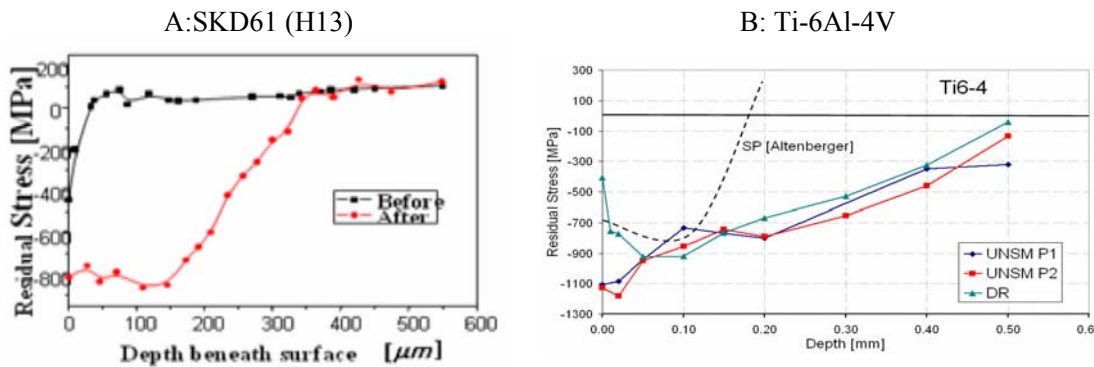 A:SKD61 (H13)
200
0
-200
-400
-600
-800
Residual Stress [MPa]
Before
After
0 100 200 300 400 500 600
Depth beneath surface [μm]
B: Ti-6Al-4V
300
100
-100
-300
-500
-700
-900
-1100
-1300
Residual Stress [MPa]
Ti6-4
SP [Altenberger]
UNSM P1
UNSM P2
DR
0.00 0.10 0.20 0.30 0.40 0.50 0.6
Depth [mm]